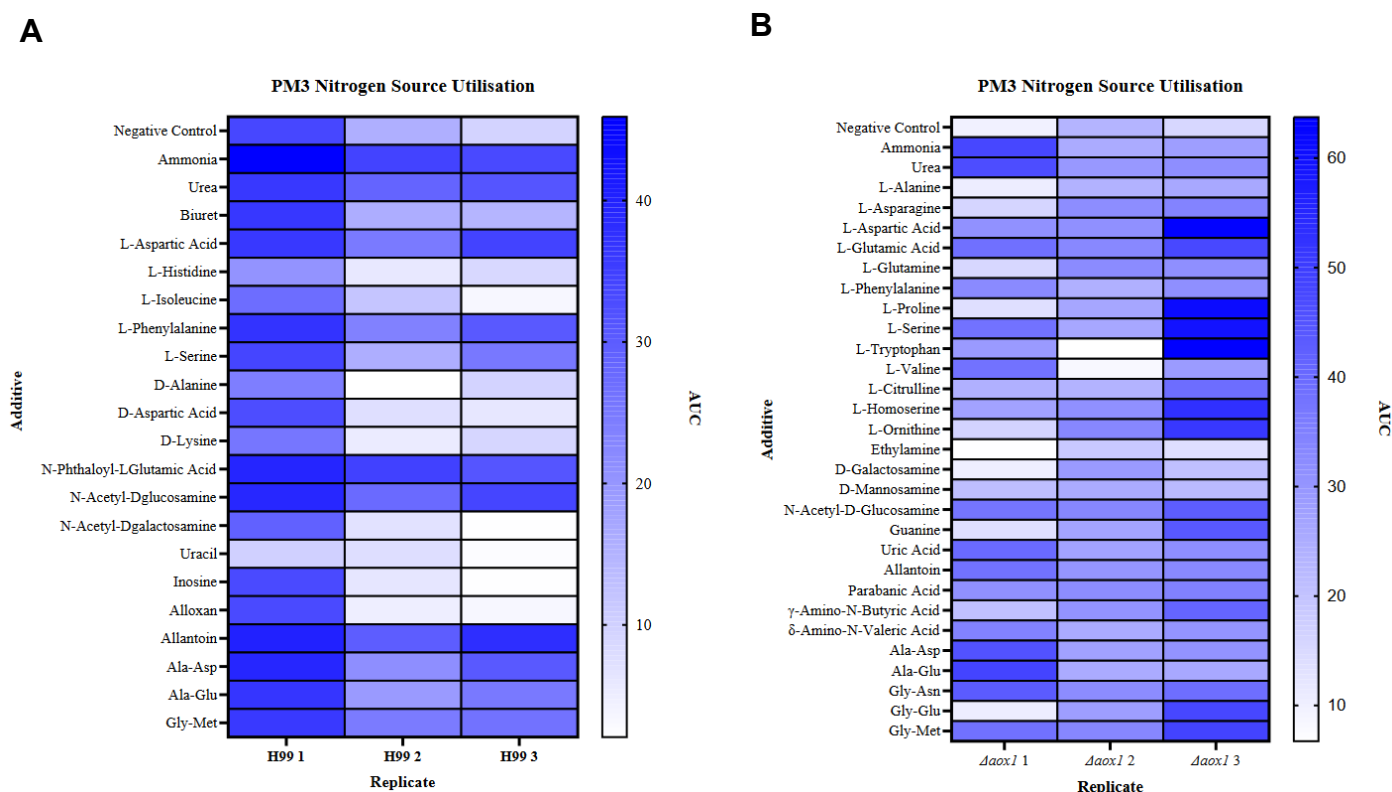 A
PM3 Nitrogen Source Utilisation
Negative Control
Ammonia
Urea
Biuret
L-Aspartic Acid
L-Histidine
L-Isoleucine
L-Phenylalanine
L-Serine
D-Alanine
D-Aspartic Acid
D-Lysine
N-Phthaloyl-LGlutamic Acid
N-Acetyl-Dglucosamine
N-Acetyl-Dgalactosamine
Uracil
Inosine
Alloxan
Allantoin
Ala-Asp
Ala-Glu
Gly-Met
Additive
H99 1 H99 2 H99 3
Replicate
40
30
20
10
AUC
B
PM3 Nitrogen Source Utilisation
Negative Control
Ammonia
Urea
L-Alanine
L-Asparagine
L-Aspartic Acid
L-Glutamic Acid
L-Glutamine
L-Phenylalanine
L-Proline
L-Serine
L-Tryptophan
L-Valine
L-Citrulline
L-Homoserine
L-Ornithine
Ethylamine
D-Galactosamine
D-Mannosamine
N-Acetyl-D-Glucosamine
Guanine
Uric Acid
Allantoin
Parabanic Acid
γ-Amino-N-Butyric Acid
δ-Amino-N-Valeric Acid
Ala-Asp
Ala-Glu
Gly-Asn
Gly-Glu
Gly-Met
Additive
Δaox1 1 Δaox1 2 Δaox1 3
Replicate
60
50
40
30
20
10
AUC